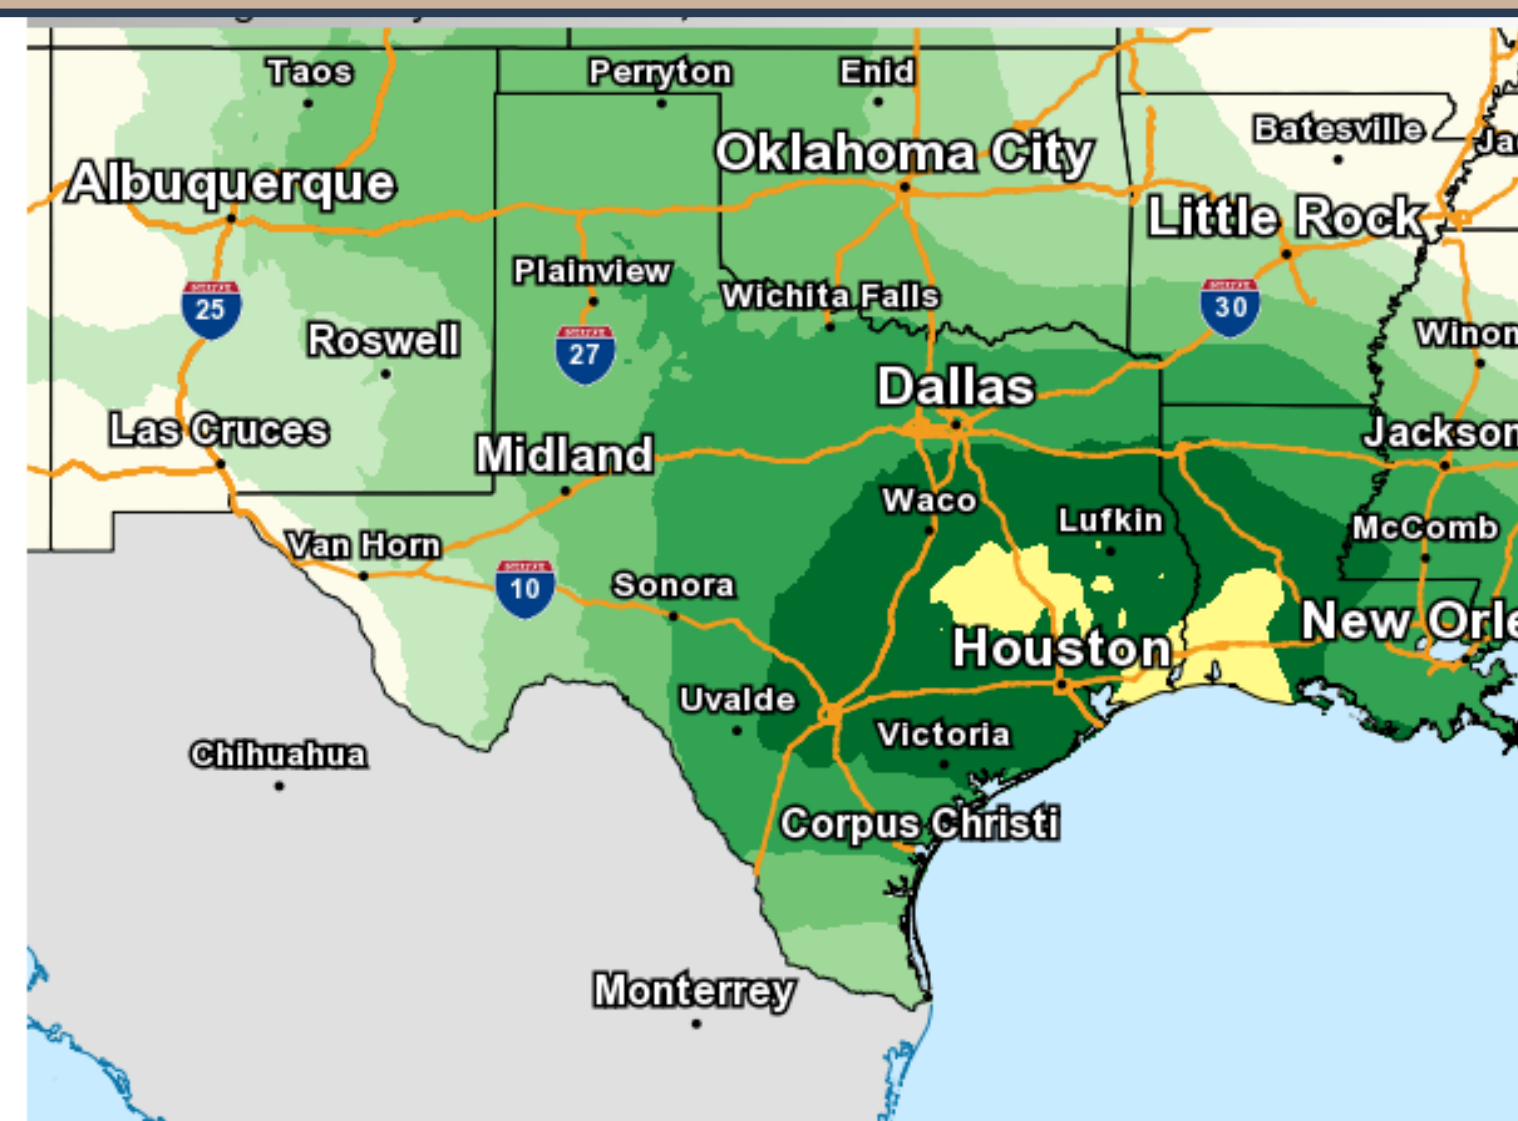 Taos
Perryton
Enid
Batesville
Oklahoma City
Albuquerque
Little Rock
Plainview
Wichita Falls
25
30
Roswell
27
Dallas
Las Cruces
Midland
Jackson
Waco
Lufkin
McComb
Van Horn
10
Sonora
Houston
Uvalde
Victoria
Chihuahua
Corpus Christi
Monterrey
New Orle
Winon
Ja